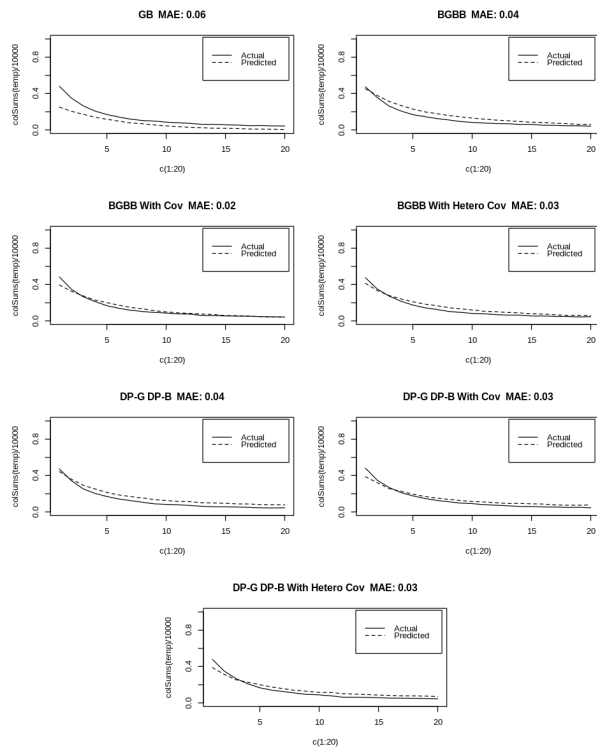 GB MAE: 0.06
colSums(temp)/10000
0.0 0.4 0.8
Actual
Predicted
5 10 15 20
c(1:20)
BGBB MAE: 0.04
colSums(temp)/10000
0.0 0.4 0.8
Actual
Predicted
5 10 15 20
c(1:20)
BGBB With Cov MAE: 0.02
colSums(temp)/10000
0.0 0.4 0.8
Actual
Predicted
5 10 15 20
c(1:20)
BGBB With Hetero Cov MAE: 0.03
colSums(temp)/10000
0.0 0.4 0.8
Actual
Predicted
5 10 15 20
c(1:20)
DP-G DP-B MAE: 0.04
colSums(temp)/10000
0.0 0.4 0.8
Actual
Predicted
5 10 15 20
c(1:20)
DP-G DP-B With Cov MAE: 0.03
colSums(temp)/10000
0.0 0.4 0.8
Actual
Predicted
5 10 15 20
c(1:20)
DP-G DP-B With Hetero Cov MAE: 0.03
colSums(temp)/10000
0.0 0.4 0.8
Actual
Predicted
5 10 15 20
c(1:20)